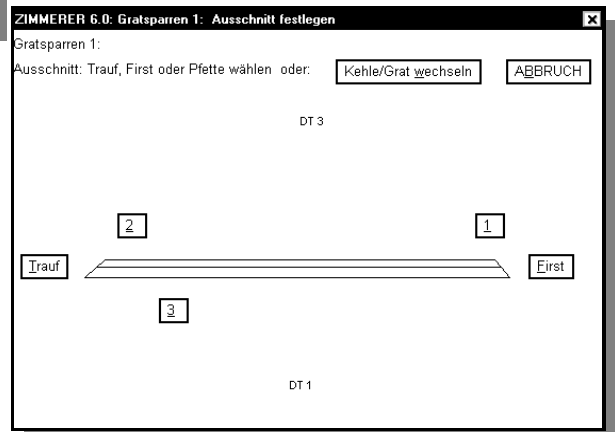 ZIMMERER 6.0: Gratsparren 1: Ausschnitt festlegen
Gratsparren 1:
Ausschnitt: Trauf, First oder Pfette wählen oder: Kehle/Grat wechseln ABBRUCH
DT 3
2 1
Trauf First
3
DT 1